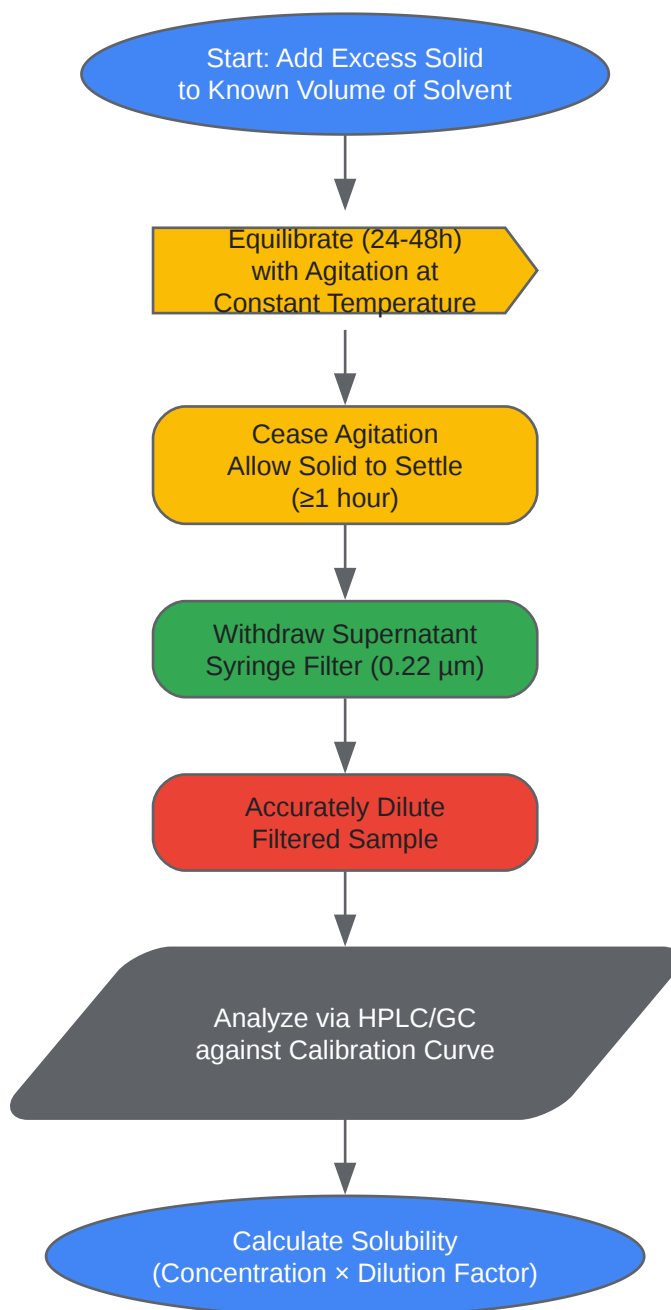 Start: Add Excess Solid
to Known Volume of Solvent
Equilibrate (24-48h)
with Agitation at
Constant Temperature
Cease Agitation
Allow Solid to Settle
(≥1 hour)
Withdraw Supernatant
Syringe Filter (0.22 µm)
Accurately Dilute
Filtered Sample
Analyze via HPLC/GC
against Calibration Curve
Calculate Solubility
(Concentration × Dilution Factor)